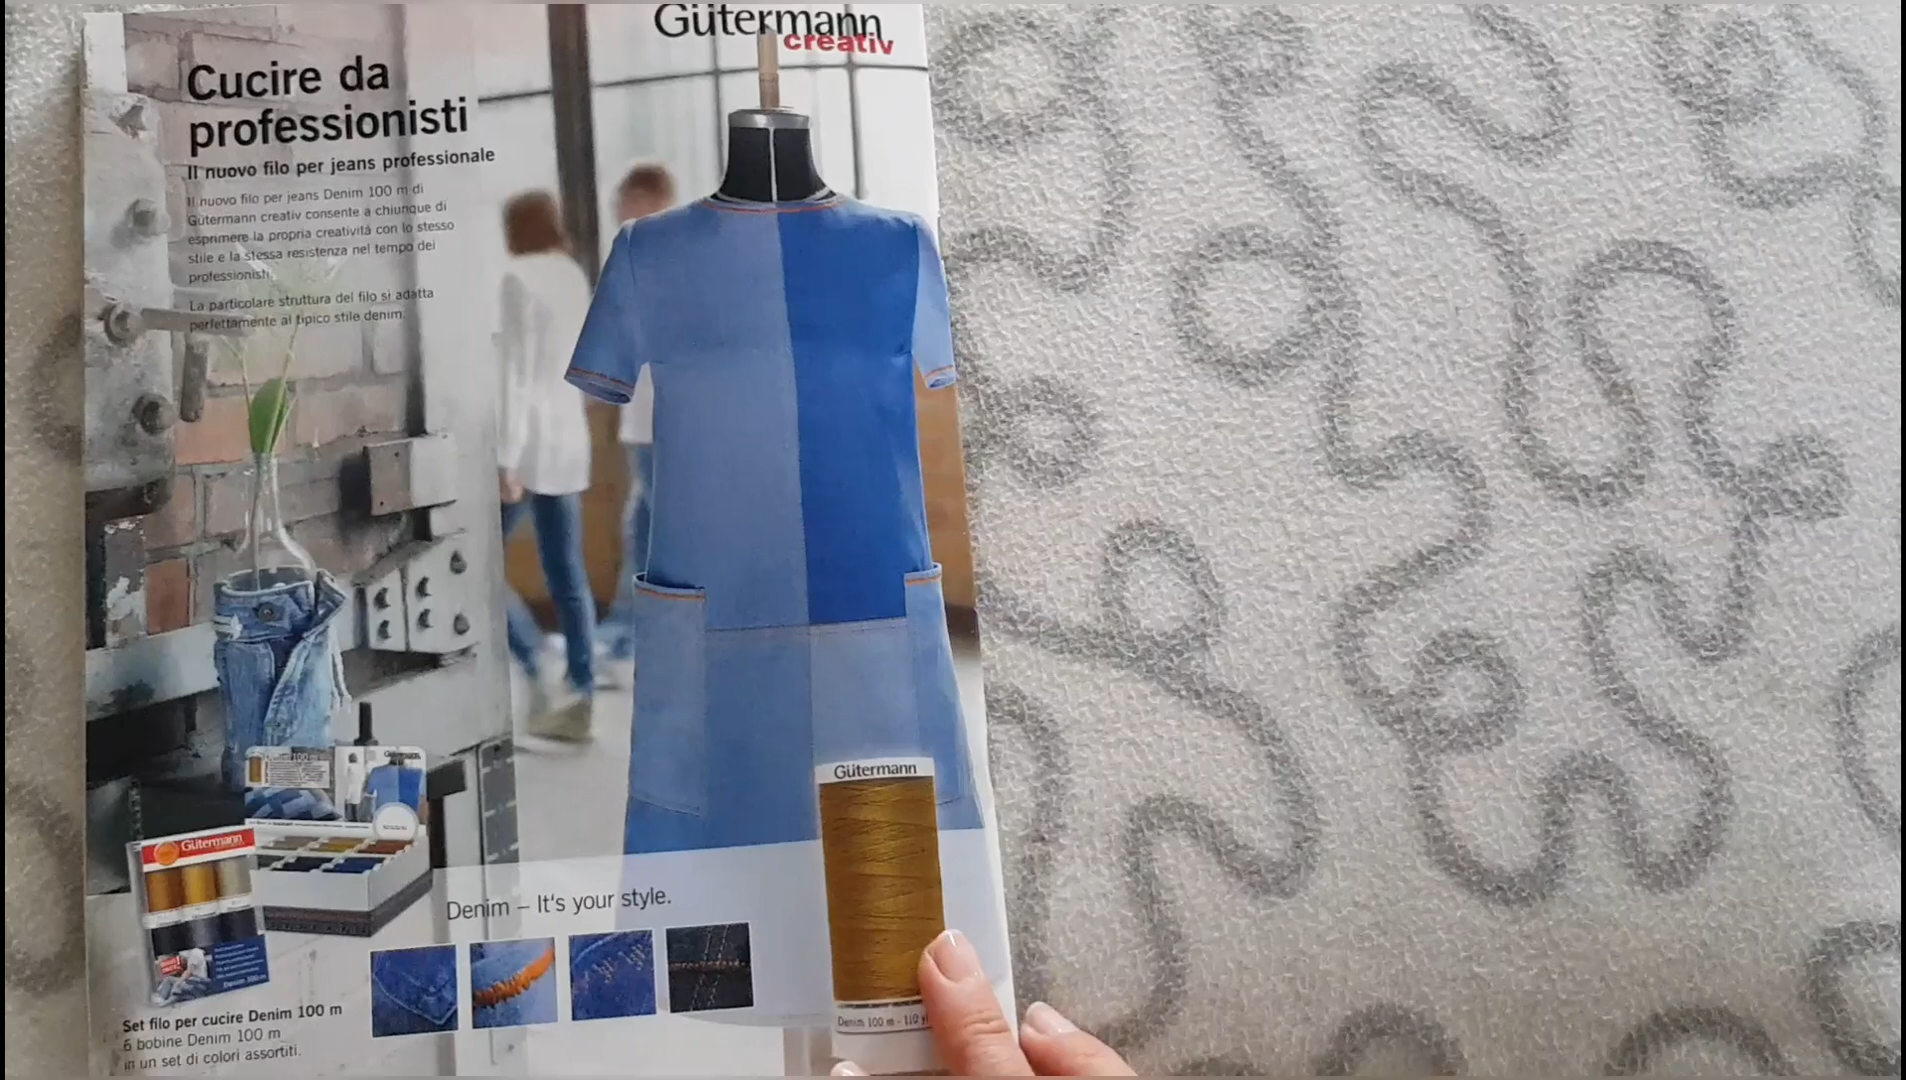 Gütermann
creativ
Cucire da
professionisti
Il nuovo filo per jeans professionale
Il nuovo filo per jeans Denim 100 m di
Gütermann creativ consente a chiunque di
esprimere la propria creatività con lo stesso
stile e la stessa resistenza nel tempo dei
professionisti.
La particolare struttura del filo si adatta
perfettamente al tipico stile denim.
Gütermann
Gütermann
Denim – It's your style.
Denim 100 m - 110
Set filo per cucire Denim 100 m
6 bobine Denim 100 m
in un set di colori assortiti.